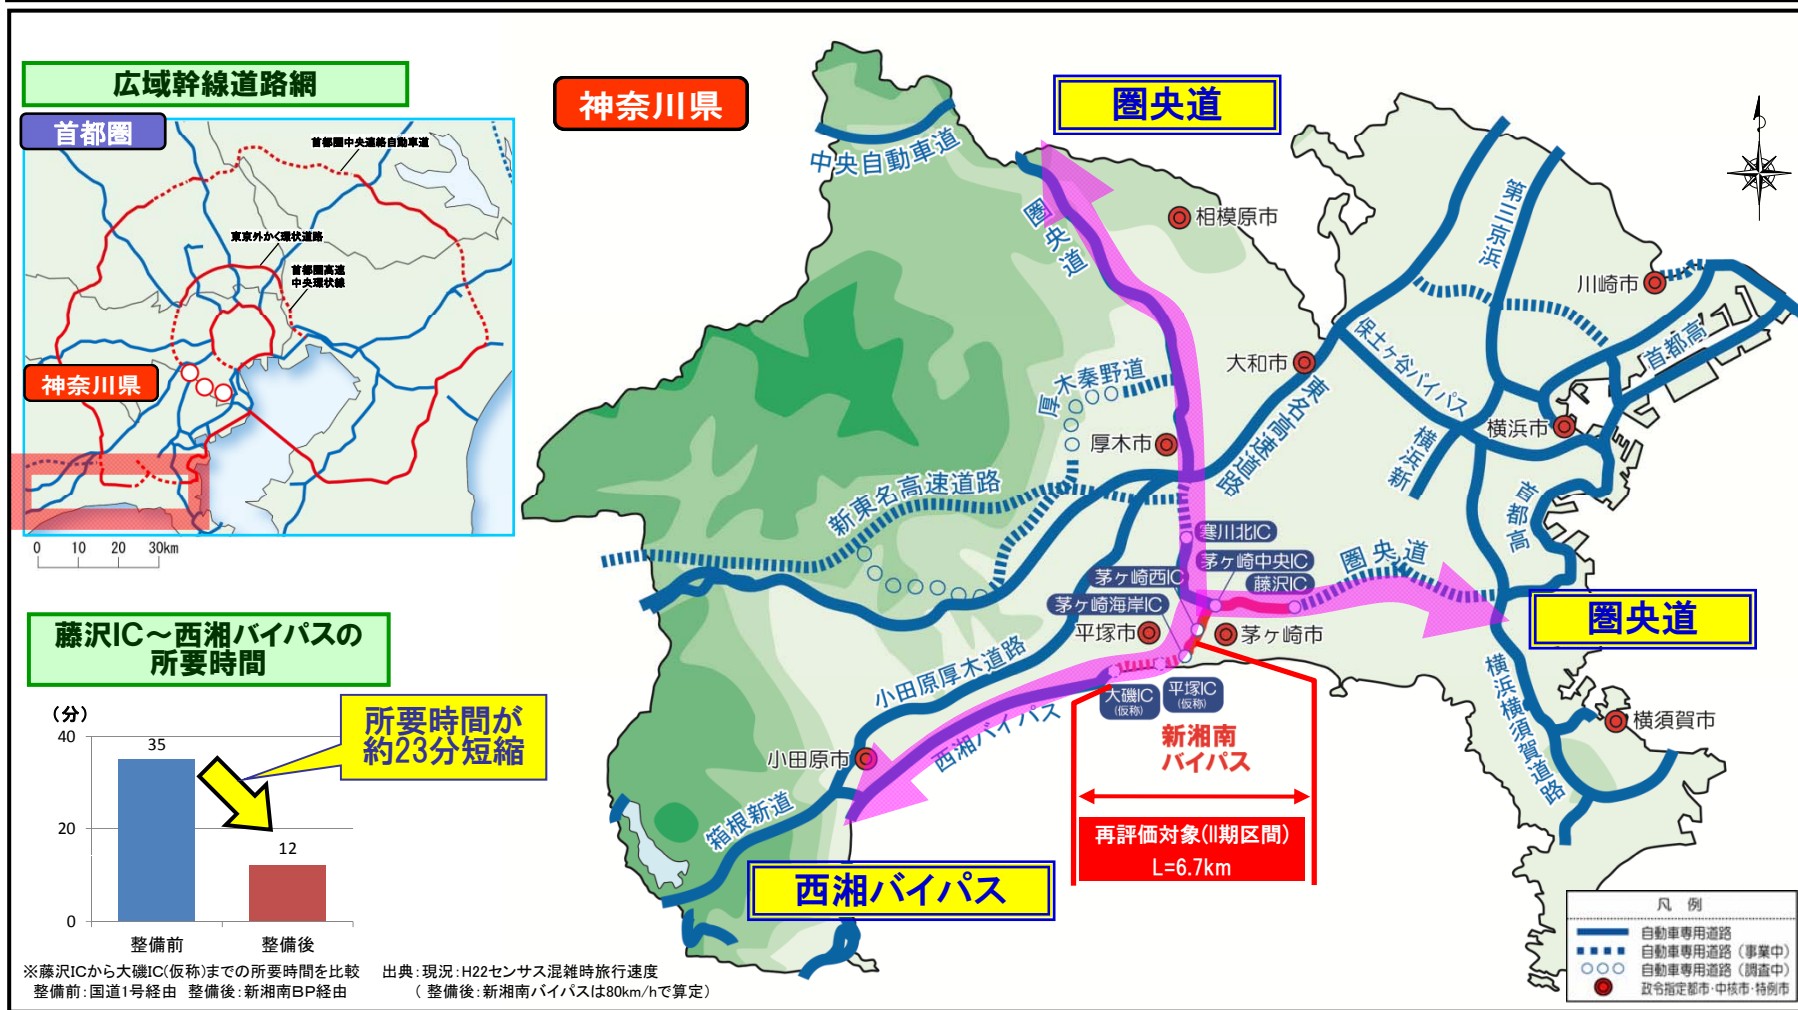 広域幹線道路網
首都圏
首都圏中央連絡自動車道
東京外かく環状道路
首都圏高速
中央環状線
神奈川県
0 10 20 30km
藤沢IC～西湘バイパスの
所要時間
(分)
40
20
0
35
12
所要時間が
約23分短縮
整備前 整備後
※藤沢ICから大磯IC(仮称)までの所要時間を比較
整備前：国道1号経由 整備後：新湘南BP経由
出典：現況：H22センサス混雑時旅行速度
（ 整備後：新湘南バイパスは80km/hで算定）
神奈川県
圏央道
中央自動車道
圏央道
相模原市
第三京浜
川崎市
首都高
大和市
保土ヶ谷バイパス
東名高速道路
横浜市
横浜新
首都高
厚木秦野道
厚木市
新東名高速道路
寒川北IC
茅ヶ崎中央IC
茅ヶ崎西IC
藤沢IC
茅ヶ崎海岸IC
圏央道
圏央道
平塚市
茅ヶ崎市
小田原厚木道路
大磯IC
(仮称)
平塚IC
(仮称)
西湘バイパス
新湘南
バイパス
横浜横須賀道路
横須賀市
小田原市
箱根新道
再評価対象(II期区間)
L=6.7km
西湘バイパス
凡 例
自動車専用道路
自動車専用道路（事業中）
自動車専用道路（調査中）
政令指定都市・中核市・特例市